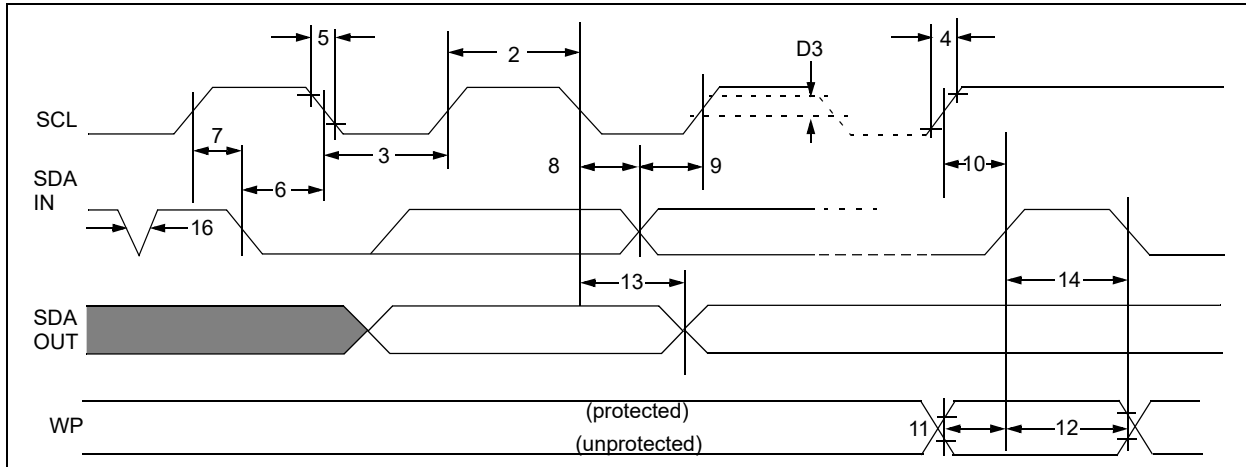 5
2
D3
4
SCL
7
3
8
9
10
SDA
IN
6
16
13
14
SDA
OUT
WP
(protected)
(unprotected)
11
12